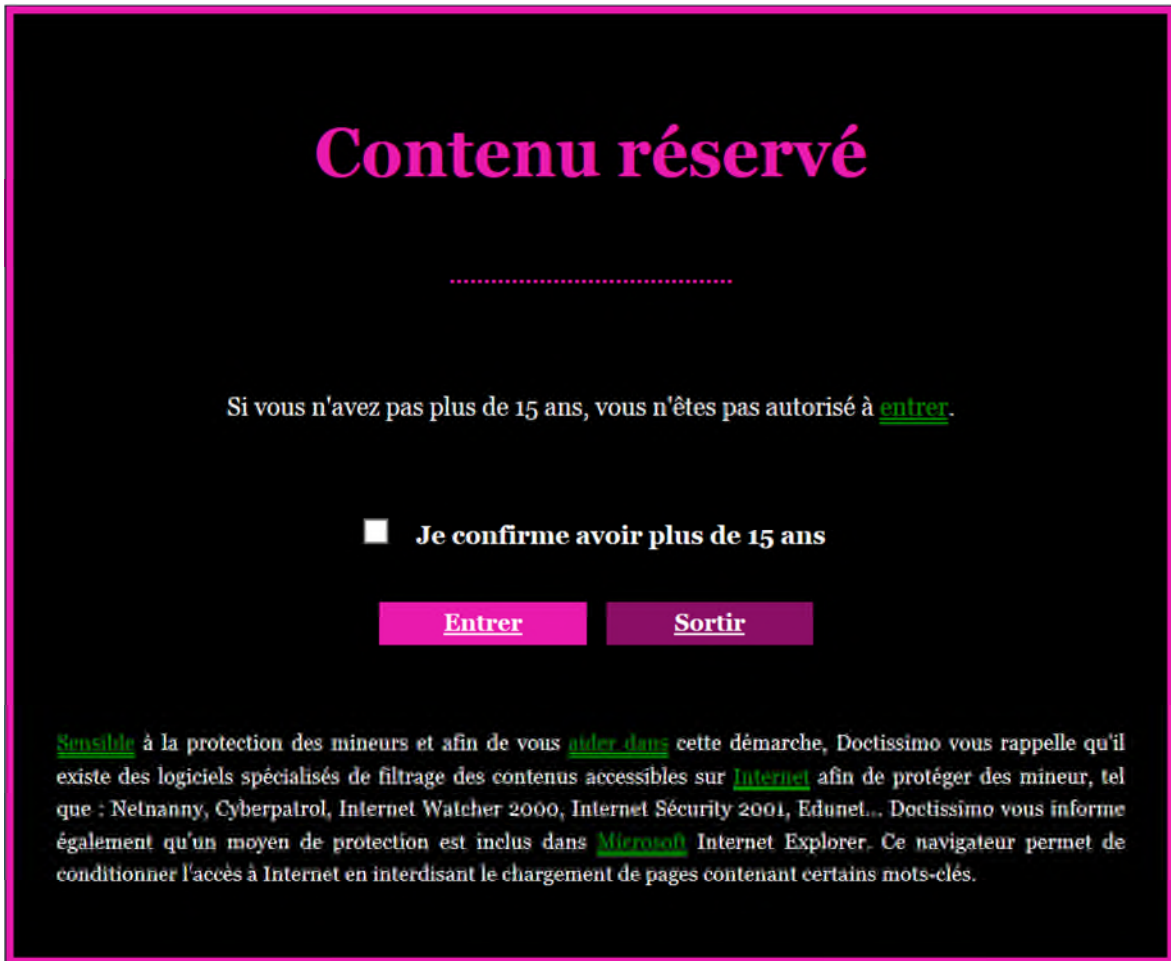 Contenu réservé
Si vous n'avez pas plus de 15 ans, vous n'êtes pas autorisé à entrer.
Je confirme avoir plus de 15 ans
Entrer Sortir
Sensible à la protection des mineurs et afin de vous aider dans cette démarche, Doctissimo vous rappelle qu'il
existe des logiciels spécialisés de filtrage des contenus accessibles sur Internet afin de protéger des mineur, tel
que : Netnanny, Cyberpatrol, Internet Watcher 2000, Internet Sécurity 2001, Edunet... Doctissimo vous informe
également qu'un moyen de protection est inclus dans Microsoft Internet Explorer. Ce navigateur permet de
conditionner l'accès à Internet en interdisant le chargement de pages contenant certains mots-clés.